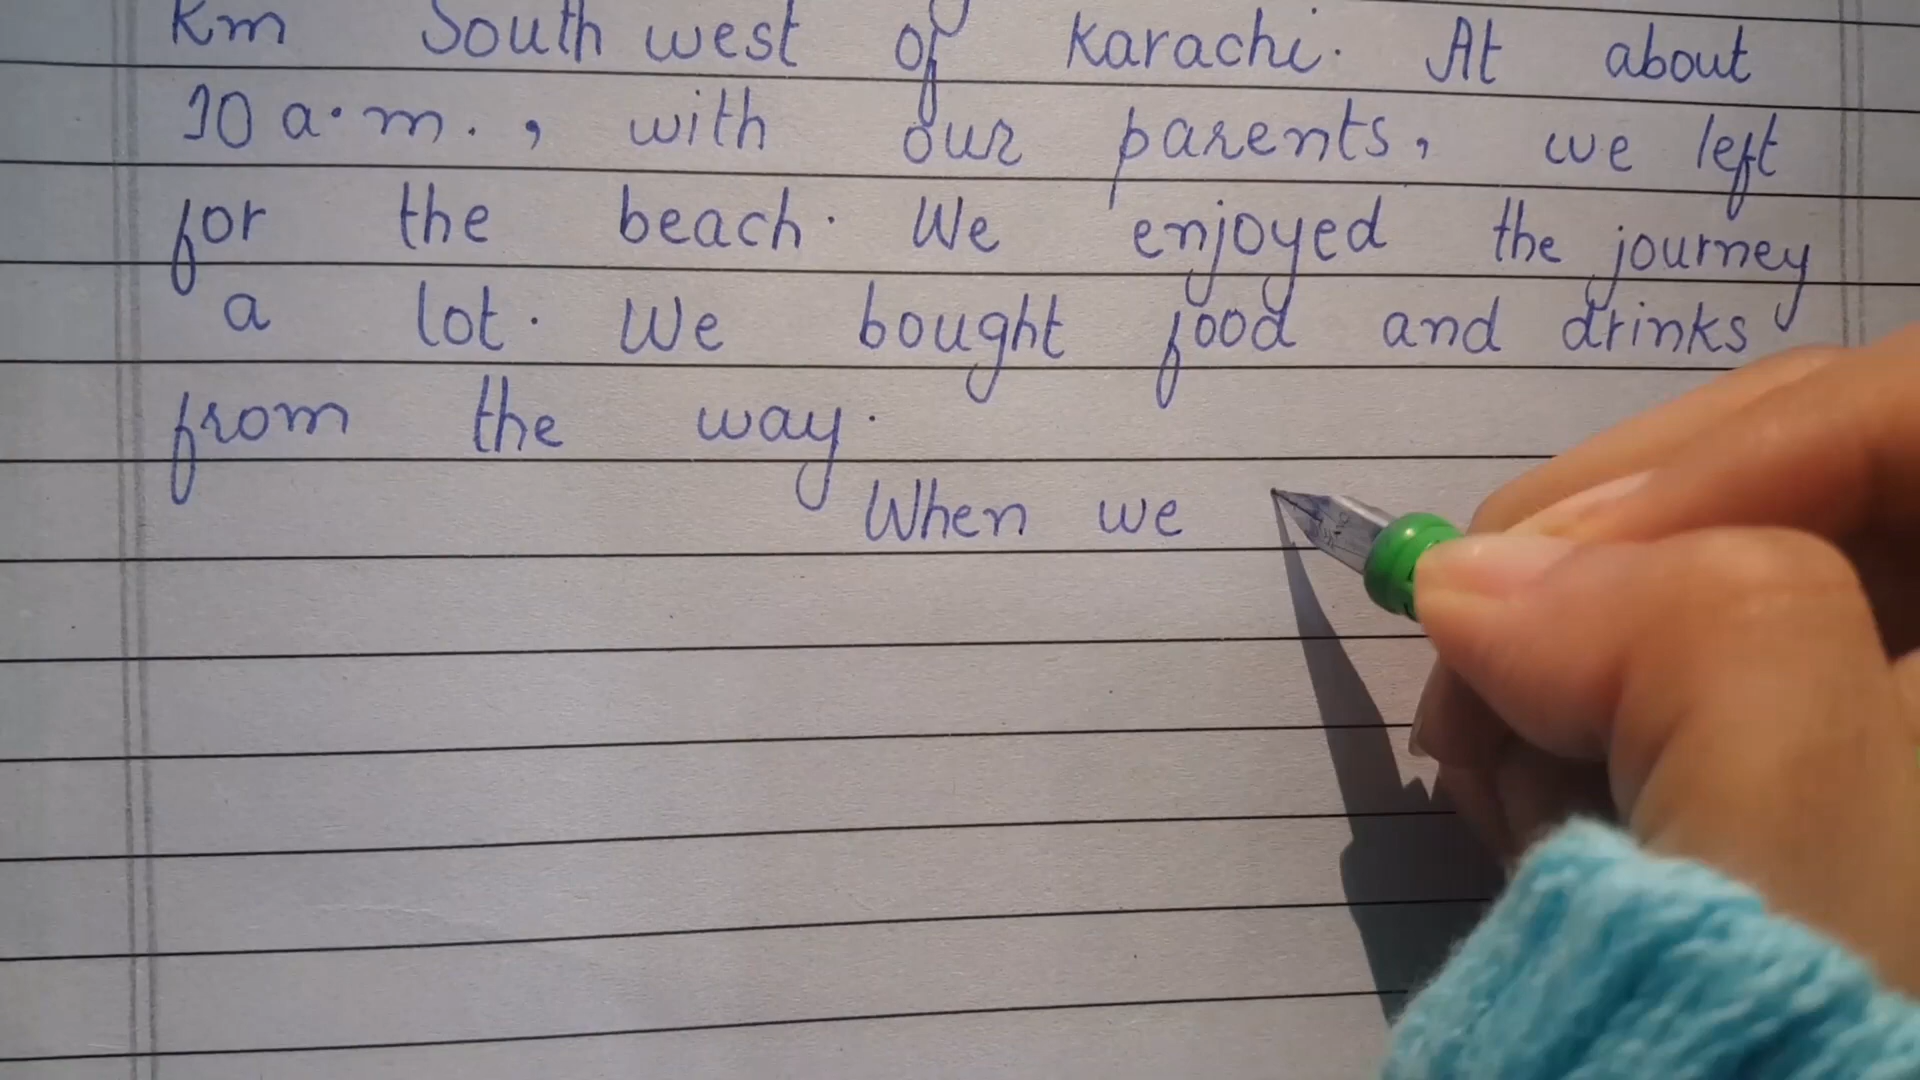 Km South west of Karachi. At about
10 a.m., with our parents, we left
for the beach. We enjoyed the journey
a lot. We bought food and drinks
from the way.
When we